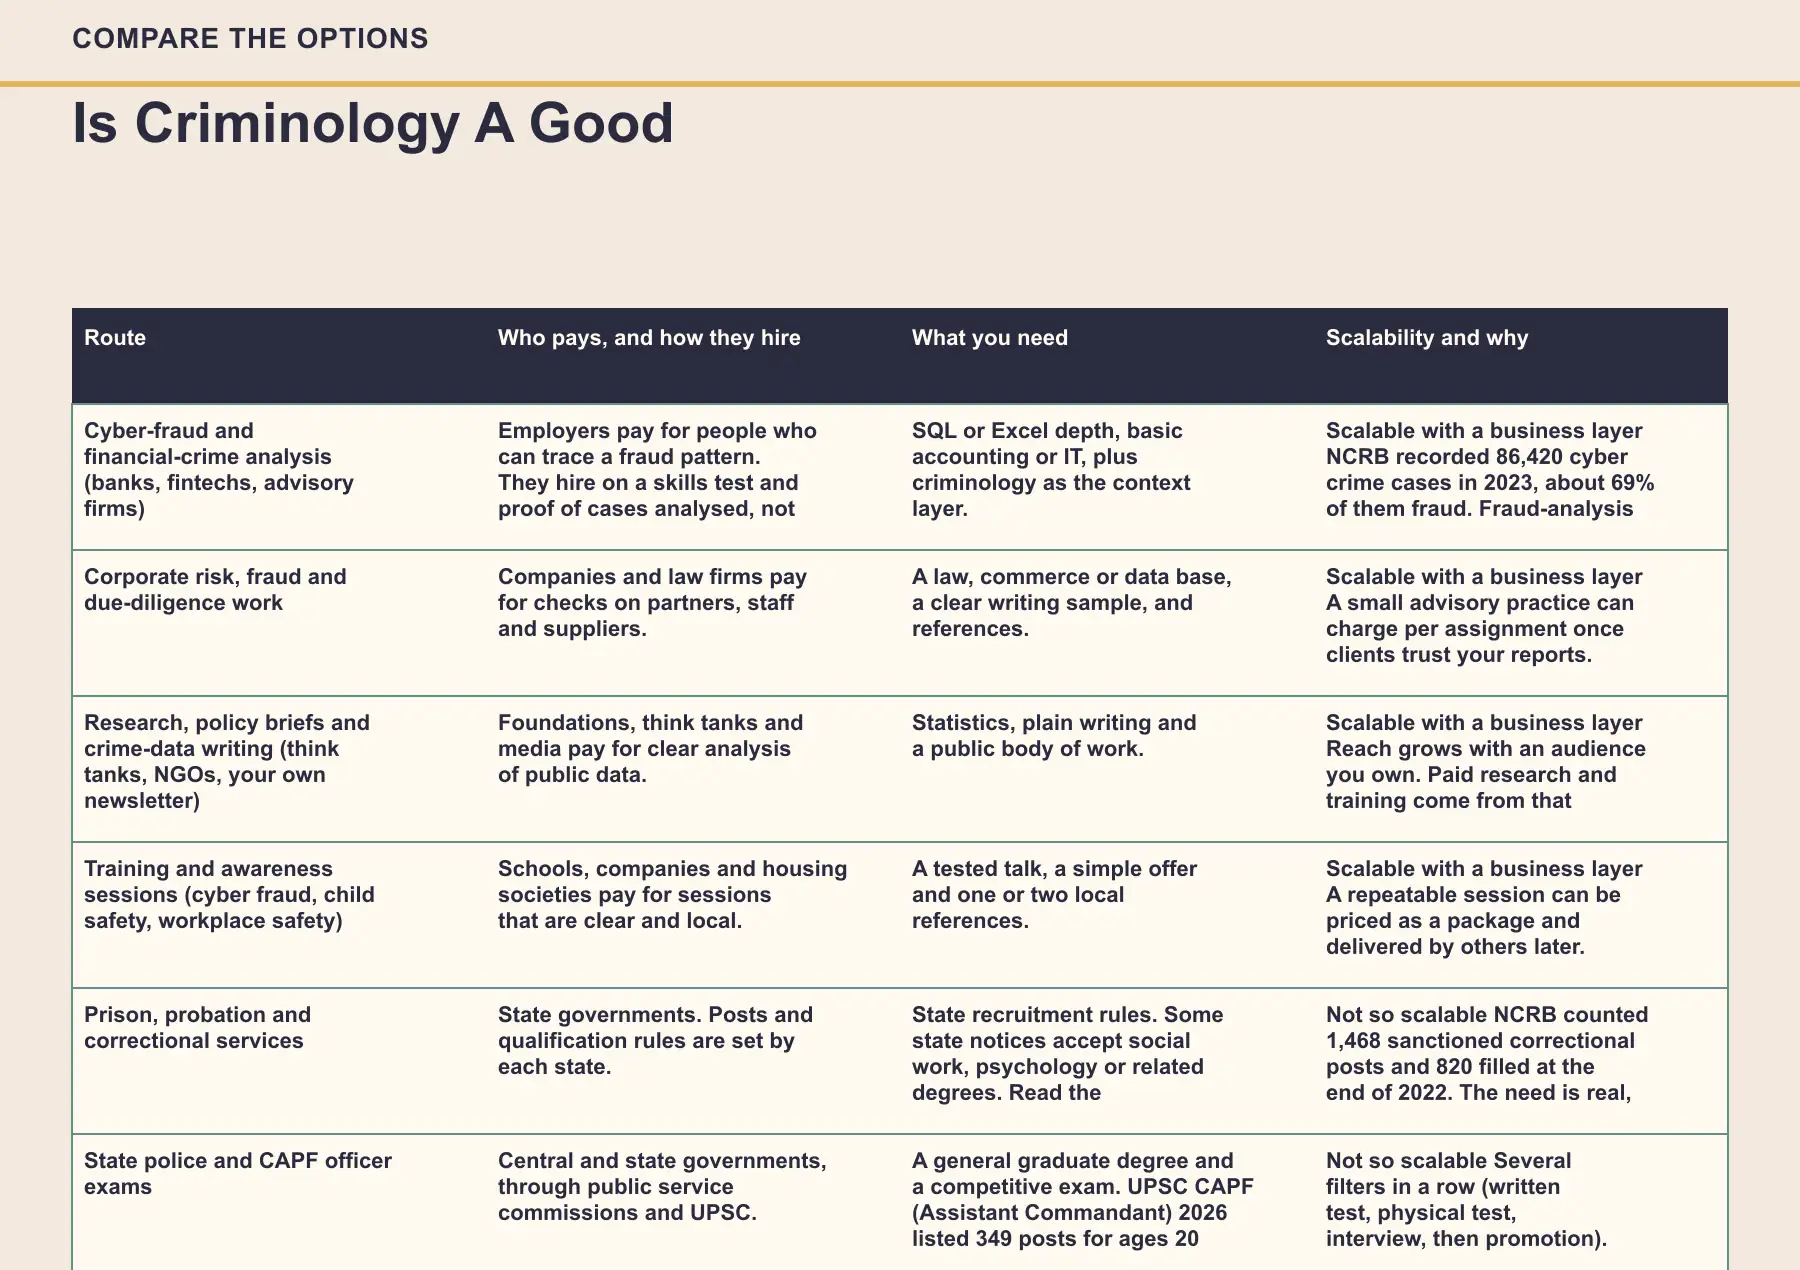 COMPARE THE OPTIONS
Is Criminology A Good
Route
Who pays, and how they hire
What you need
Scalability and why
Cyber-fraud and
financial-crime analysis
(banks, fintechs, advisory
firms)
Employers pay for people who
can trace a fraud pattern.
They hire on a skills test and
proof of cases analysed, not
SQL or Excel depth, basic
accounting or IT, plus
criminology as the context
layer.
Scalable with a business layer
NCRB recorded 86,420 cyber
crime cases in 2023, about 69%
of them fraud. Fraud-analysis
Corporate risk, fraud and
due-diligence work
Companies and law firms pay
for checks on partners, staff
and suppliers.
A law, commerce or data base,
a clear writing sample, and
references.
Scalable with a business layer
A small advisory practice can
charge per assignment once
clients trust your reports.
Research, policy briefs and
crime-data writing (think
tanks, NGOs, your own
newsletter)
Foundations, think tanks and
media pay for clear analysis
of public data.
Statistics, plain writing and
a public body of work.
Scalable with a business layer
Reach grows with an audience
you own. Paid research and
training come from that
Training and awareness
sessions (cyber fraud, child
safety, workplace safety)
Schools, companies and housing
societies pay for sessions
that are clear and local.
A tested talk, a simple offer
and one or two local
references.
Scalable with a business layer
A repeatable session can be
priced as a package and
delivered by others later.
Prison, probation and
correctional services
State governments. Posts and
qualification rules are set by
each state.
State recruitment rules. Some
state notices accept social
work, psychology or related
degrees. Read the
Not so scalable NCRB counted
1,468 sanctioned correctional
posts and 820 filled at the
end of 2022. The need is real,
State police and CAPF officer
exams
Central and state governments,
through public service
commissions and UPSC.
A general graduate degree and
a competitive exam. UPSC CAPF
(Assistant Commandant) 2026
listed 349 posts for ages 20
Not so scalable Several
filters in a row (written
test, physical test,
interview, then promotion).